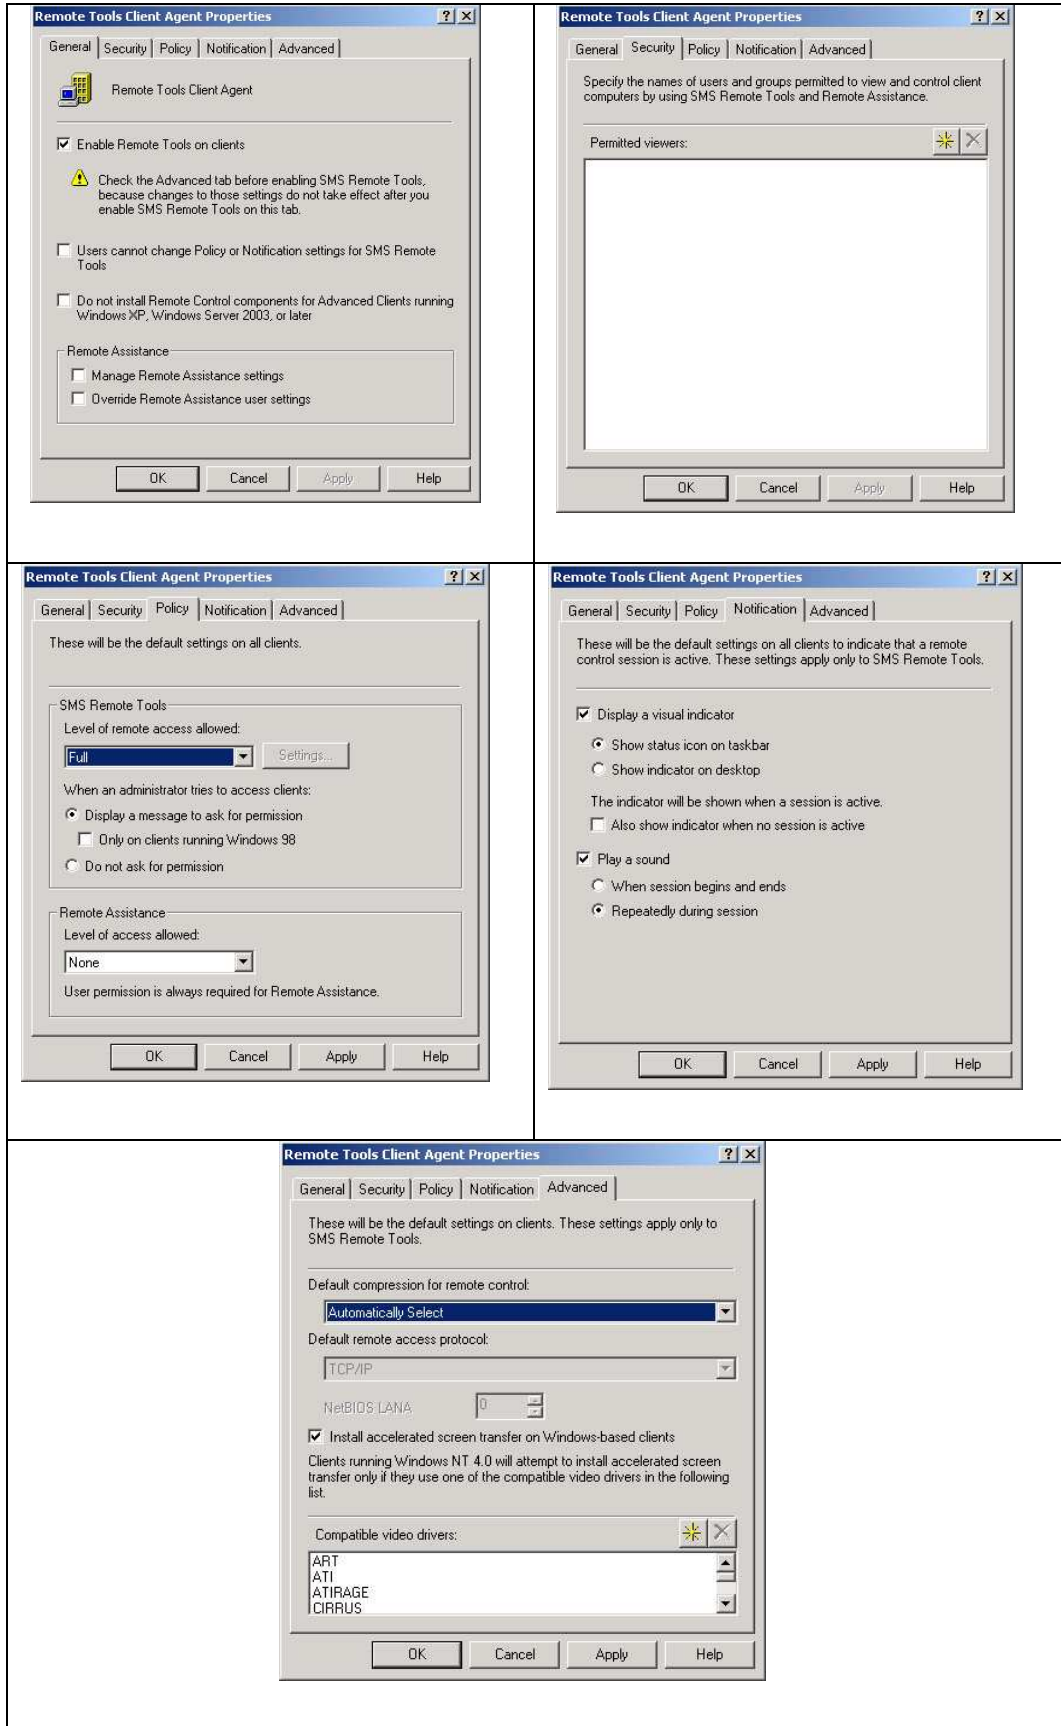 Remote Tools Client Agent Properties
General Security Policy Notification Advanced
Remote Tools Client Agent
Enable Remote Tools on clients
Check the Advanced tab before enabling SMS Remote Tools,
because changes to those settings do not take effect after you
enable SMS Remote Tools on this tab.
Users cannot change Policy or Notification settings for SMS Remote
Tools
Do not install Remote Control components for Advanced Clients running
Windows XP, Windows Server 2003, or later
Remote Assistance
Manage Remote Assistance settings
Override Remote Assistance user settings
OK Cancel Apply Help
Remote Tools Client Agent Properties
General Security Policy Notification Advanced
Specify the names of users and groups permitted to view and control client
computers by using SMS Remote Tools and Remote Assistance.
Permitted viewers:
OK Cancel Apply Help
Remote Tools Client Agent Properties
General Security Policy Notification Advanced
These will be the default settings on all clients.
SMS Remote Tools
Level of remote access allowed:
Full Settings...
When an administrator tries to access clients:
Display a message to ask for permission
Only on clients running Windows 98
Do not ask for permission
Remote Assistance
Level of access allowed:
None
User permission is always required for Remote Assistance.
OK Cancel Apply Help
Remote Tools Client Agent Properties
General Security Policy Notification Advanced
These will be the default settings on all clients to indicate that a remote
control session is active. These settings apply only to SMS Remote Tools.
Display a visual indicator
Show status icon on taskbar
Show indicator on desktop
The indicator will be shown when a session is active.
Also show indicator when no session is active
Play a sound
When session begins and ends
Repeatedly during session
OK Cancel Apply Help
Remote Tools Client Agent Properties
General Security Policy Notification Advanced
These will be the default settings on clients. These settings apply only to
SMS Remote Tools.
Default compression for remote control:
Automatically Select
Default remote access protocol:
TCP/IP
NetBIOS LANA 0
Install accelerated screen transfer on Windows-based clients
Clients running Windows NT 4.0 will attempt to install accelerated screen
transfer only if they use one of the compatible video drivers in the following
list.
Compatible video drivers:
ART
ATI
ATIRAGE
CIRRUS
OK Cancel Apply Help